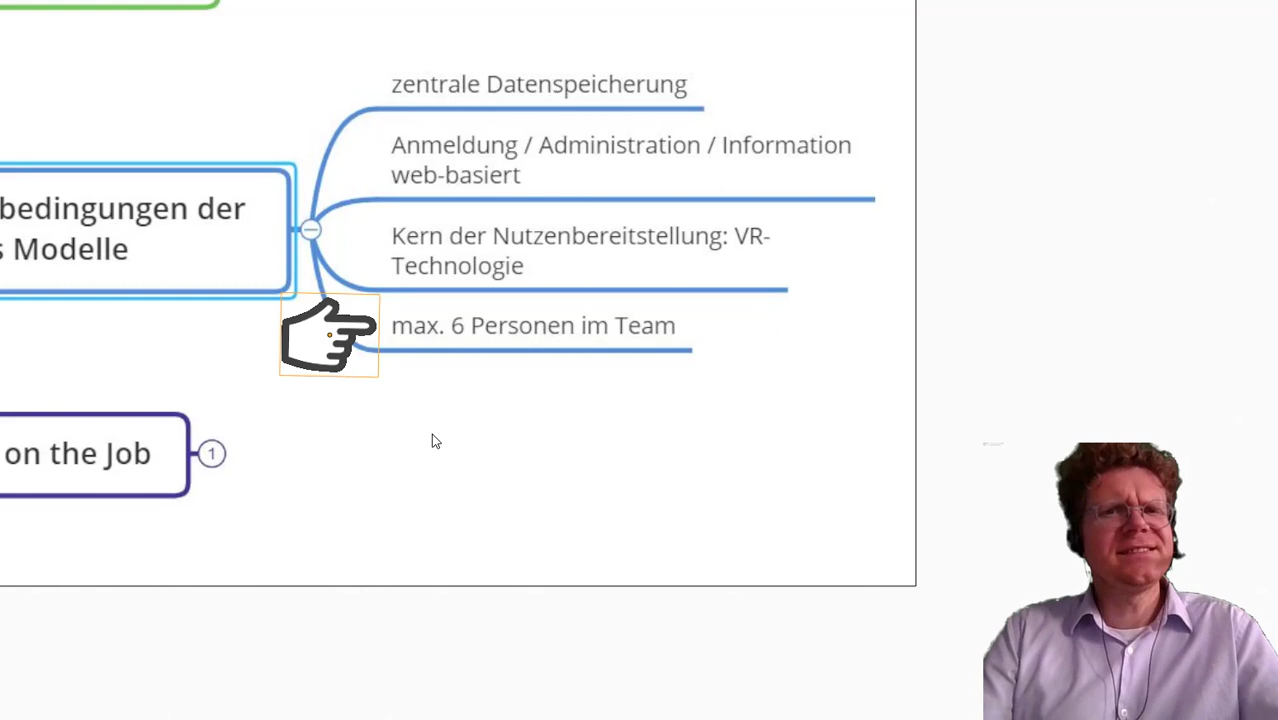 zentrale Datenspeicherung
Anmeldung / Administration / Information
web-basiert
bedingungen der
s Modelle
Kern der Nutzenbereitstellung: VR-
Technologie
max. 6 Personen im Team
on the Job
1